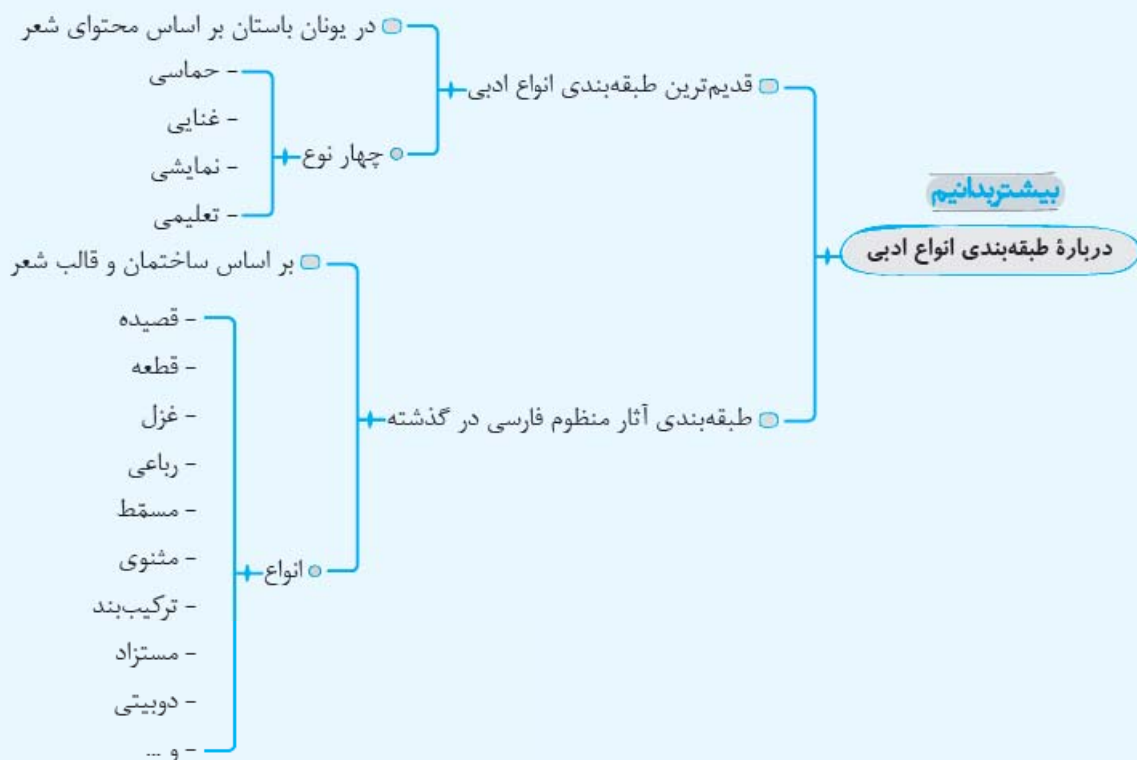 بیشتر بدانیم
دربارهٔ طبقه‌بندی انواع ادبی
قدیم‌ترین طبقه‌بندی انواع ادبی
در یونان باستان بر اساس محتوای شعر
چهار نوع
- حماسی
- غنایی
- نمایشی
- تعلیمی
طبقه‌بندی آثار منظوم فارسی در گذشته
بر اساس ساختمان و قالب شعر
انواع
- قصیده
- قطعه
- غزل
- رباعی
- مسمّط
- مثنوی
- ترکیب‌بند
- مستزاد
- دوبیتی
- و ...